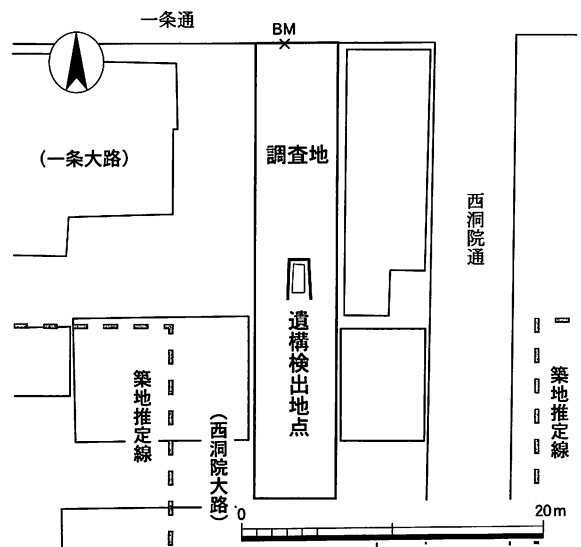 一条通
BM
(一条大路)
調査地
西洞院通
遺構検出地点
築地推定線
(西洞院大路)
築地推定線
0
20m